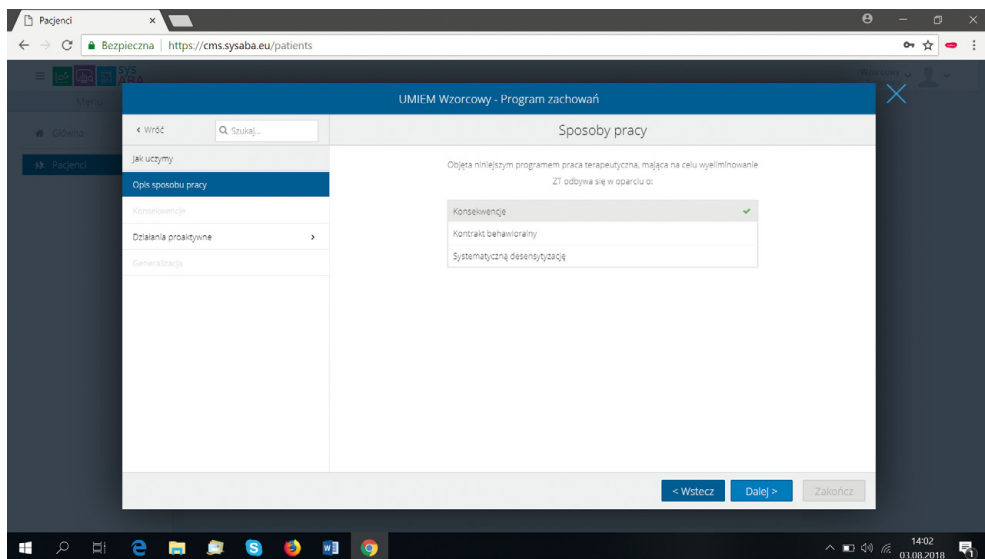 Pacjenci
Bezpieczna | https://cms.sysaba.eu/patients
sys
ABA
Menu
UMIEM Wzorcowy - Program zachowań
Główna
Pacjenci
Wróć
Szukaj...
Sposoby pracy
Jak uczymy
Opis sposobu pracy
Konsekwencje
Działania proaktywne
Generalizacja
Objęta niniejszym programem praca terapeutyczna, mająca na celu wyeliminowanie
ZT odbywa się w oparciu o:
Konsekwencje
Kontrakt behawioralny
Systematyczną desensytyzację
< Wstecz
Dalej >
Zakończ
14:02
03.08.2018